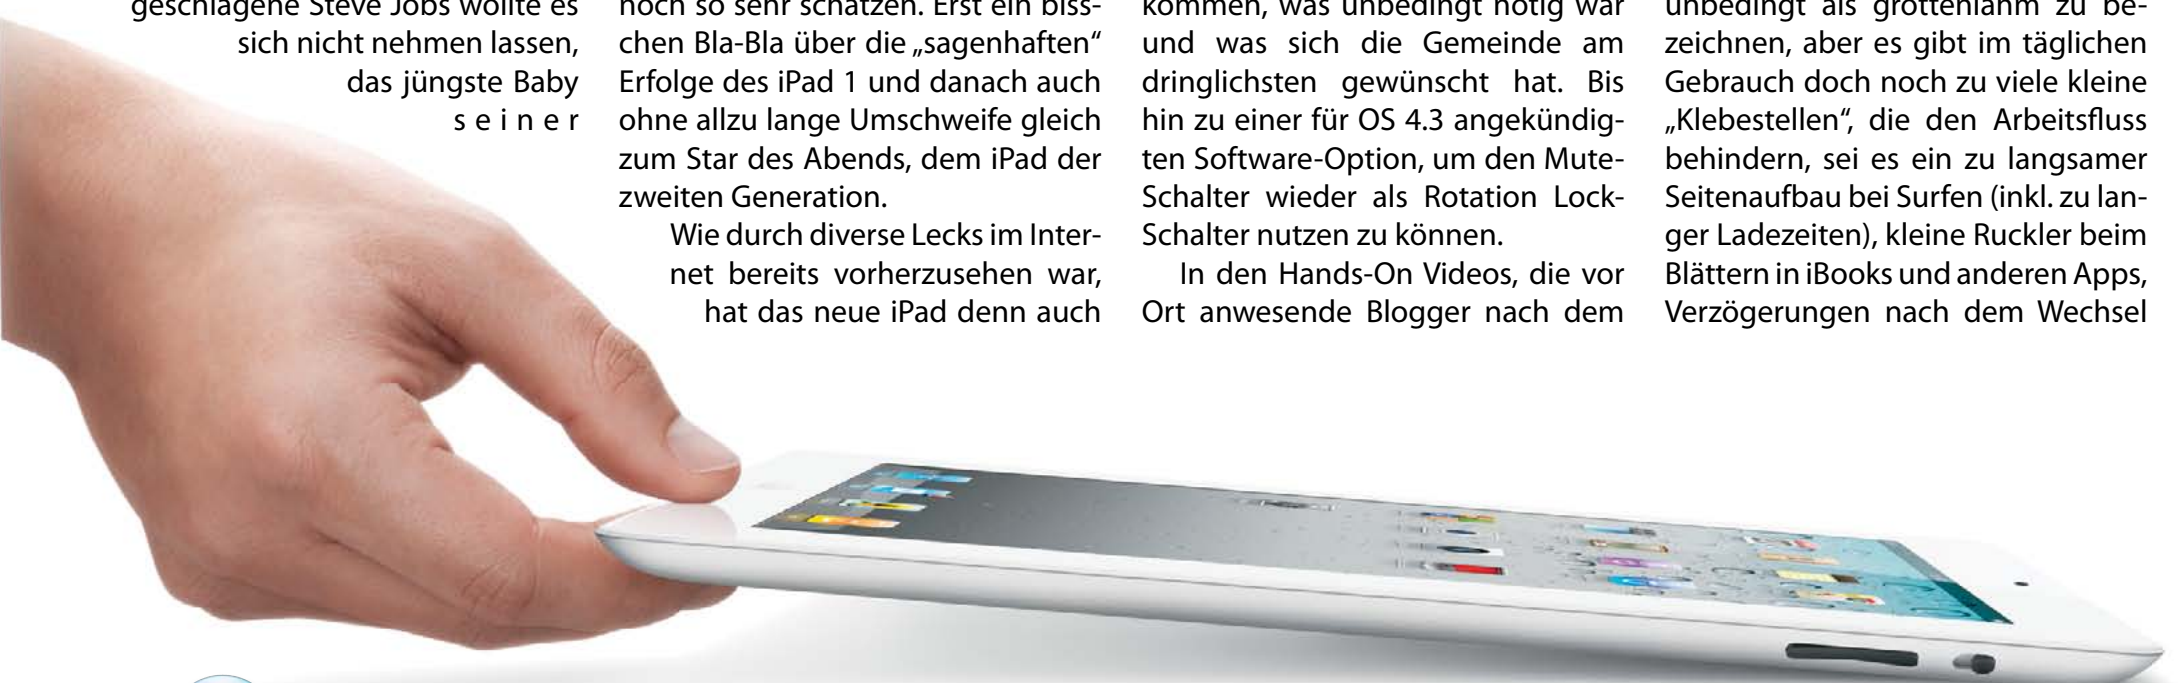 geschlagene Steve Jobs wollte es
sich nicht nehmen lassen,
das jüngste Baby
seiner
noch so sehr schätzen. Erst ein biss-
chen Bla-Bla über die „sagenhaften“
Erfolge des iPad 1 und danach auch
ohne allzu lange Umschweife gleich
zum Star des Abends, dem iPad der
zweiten Generation.
Wie durch diverse Lecks im Inter-
net bereits vorherzusehen war,
hat das neue iPad denn auch
kommen, was unbedingt nötig war
und was sich die Gemeinde am
dringlichsten gewünscht hat. Bis
hin zu einer für OS 4.3 angekündig-
ten Software-Option, um den Mute-
Schalter wieder als Rotation Lock-
Schalter nutzen zu können.
In den Hands-On Videos, die vor
Ort anwesende Blogger nach dem
unbedingt als grottenlahm zu be-
zeichnen, aber es gibt im täglichen
Gebrauch doch noch zu viele kleine
„Klebestellen“, die den Arbeitsfluss
behindern, sei es ein zu langsamer
Seitenaufbau bei Surfen (inkl. zu lan-
ger Ladezeiten), kleine Ruckler beim
Blättern in iBooks und anderen Apps,
Verzögerungen nach dem Wechsel